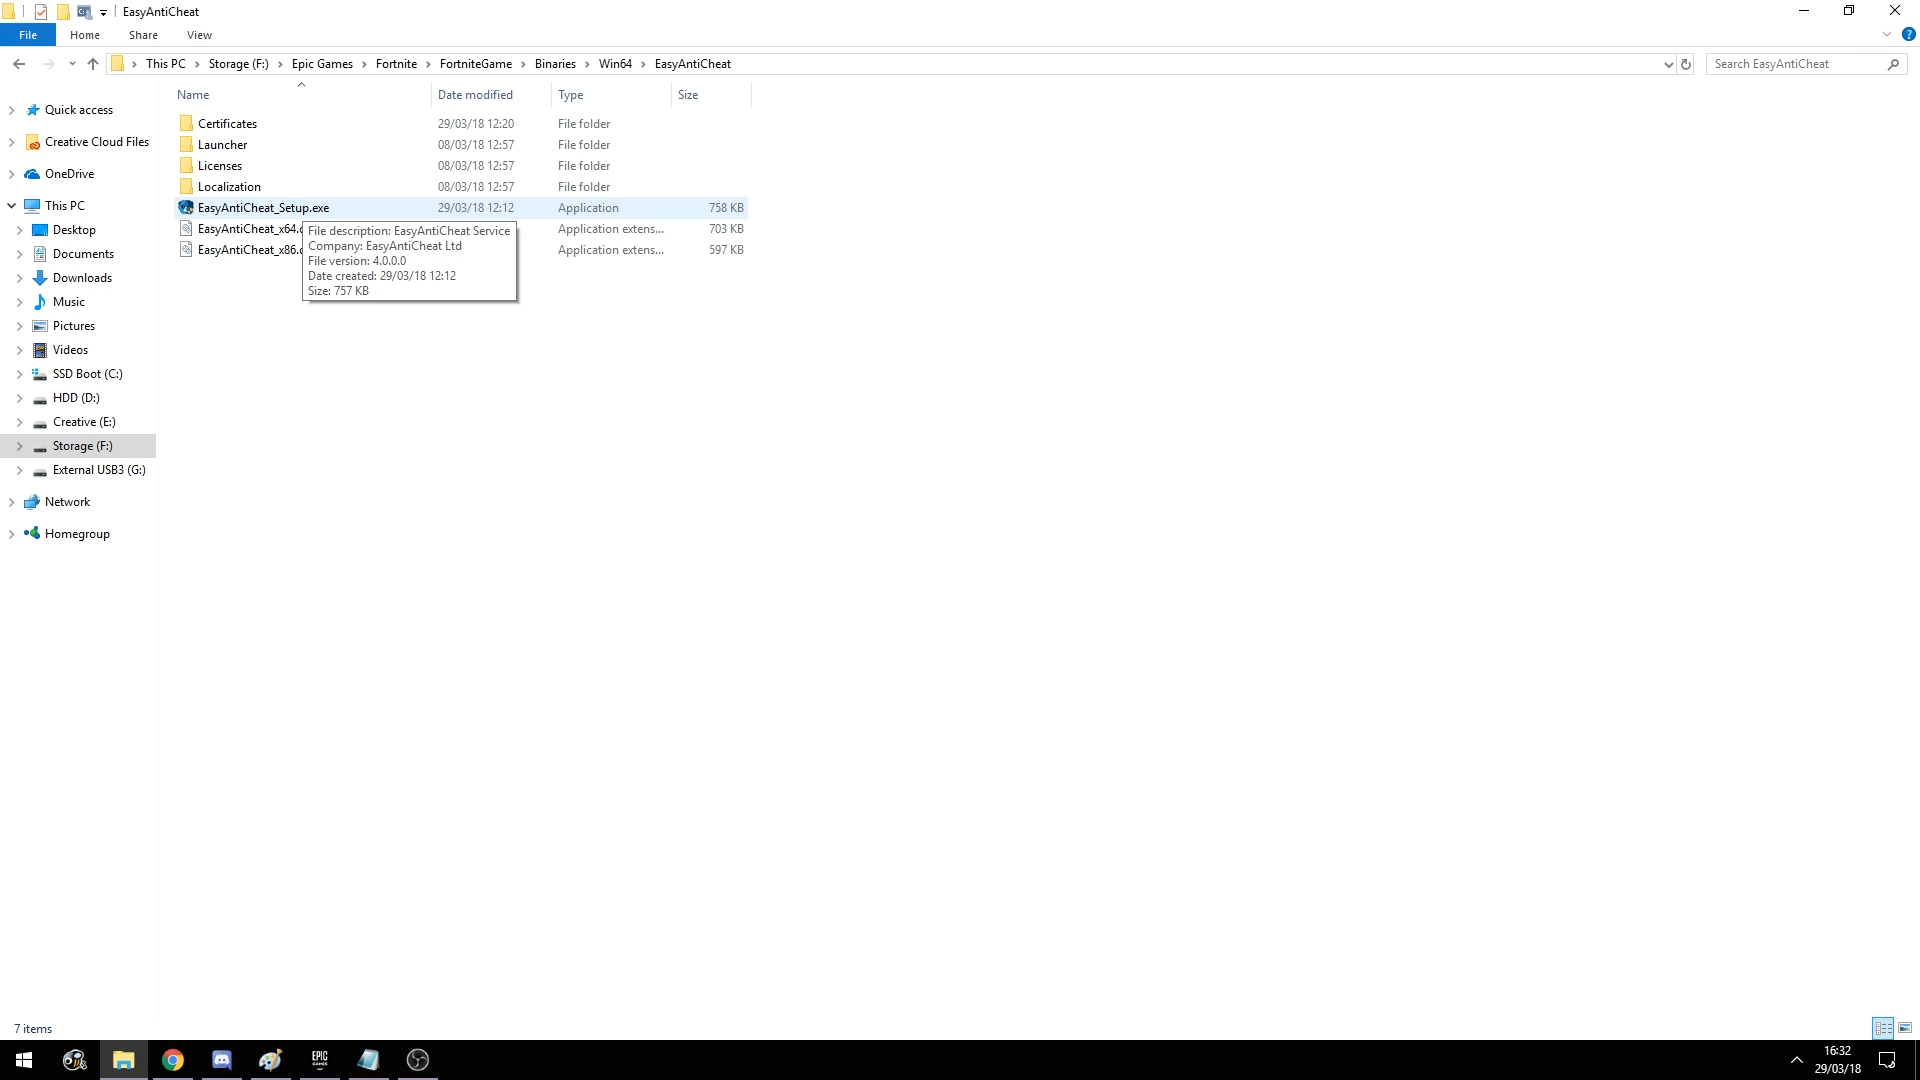 EasyAntiCheat
File Home Share View
This PC Storage (F:) Epic Games Fortnite FortniteGame Binaries Win64 EasyAntiCheat
Search EasyAntiCheat
Name Date modified Type Size
Quick access
Creative Cloud Files
OneDrive
This PC
Desktop
Documents
Downloads
Music
Pictures
Videos
SSD Boot (C:)
HDD (D:)
Creative (E:)
Storage (F:)
External USB3 (G:)
Network
Homegroup
Certificates 29/03/18 12:20 File folder
Launcher 08/03/18 12:57 File folder
Licenses 08/03/18 12:57 File folder
Localization 08/03/18 12:57 File folder
EasyAntiCheat_Setup.exe 29/03/18 12:12 Application 758 KB
EasyAntiCheat_x64.d Application extens... 703 KB
EasyAntiCheat_x86.d Application extens... 597 KB
File description: EasyAntiCheat Service
Company: EasyAntiCheat Ltd
File version: 4.0.0.0
Date created: 29/03/18 12:12
Size: 757 KB
7 items
EPIC
GAMES
16:32
29/03/18